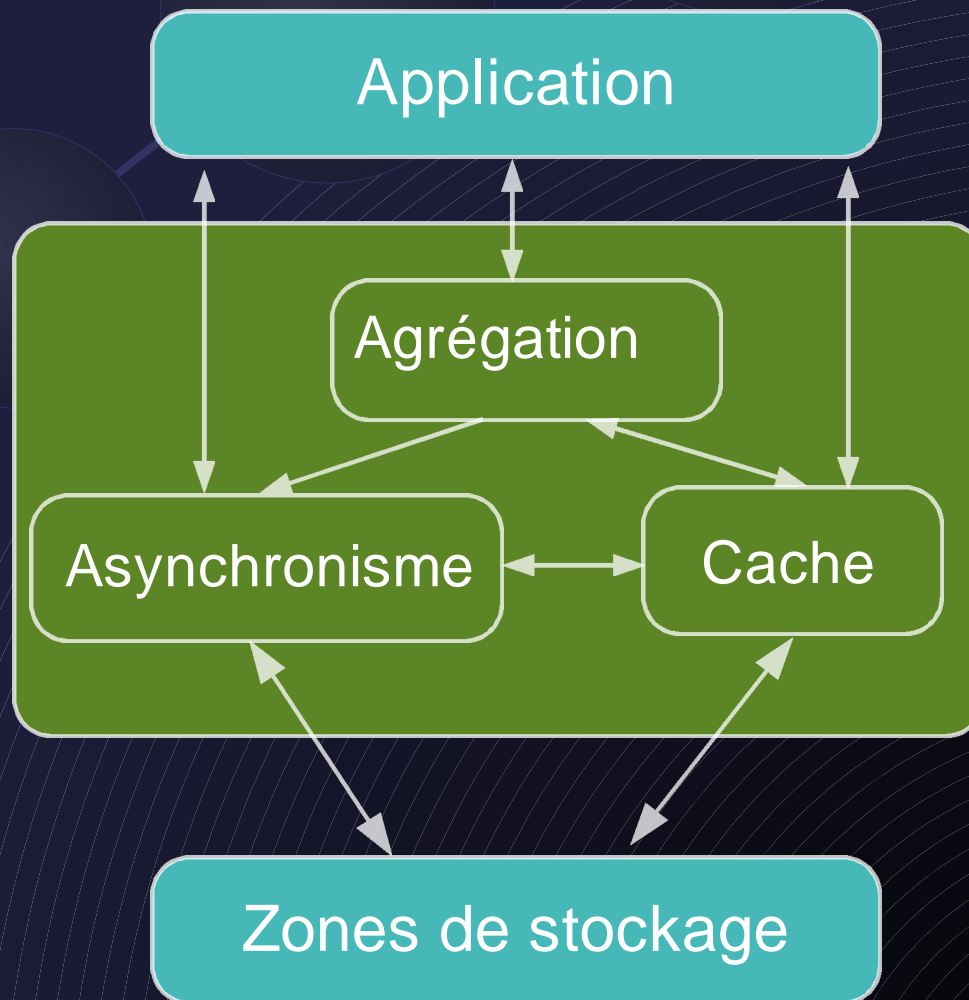 Application
Agrégation
Asynchronisme
Cache
Zones de stockage